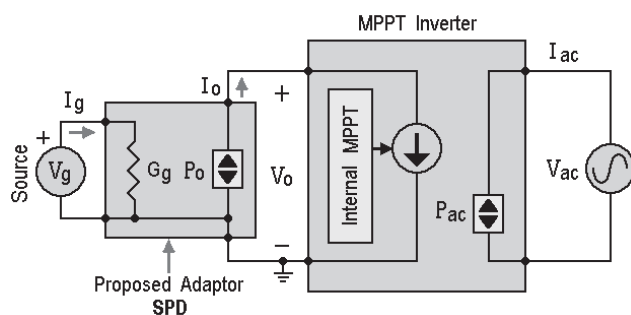 MPPT Inverter
Source
+
Ig
Vg
Gg
Io
Po
+
Vo
−
Internal MPPT
Pac
Iac
Vac
Proposed Adaptor
SPD